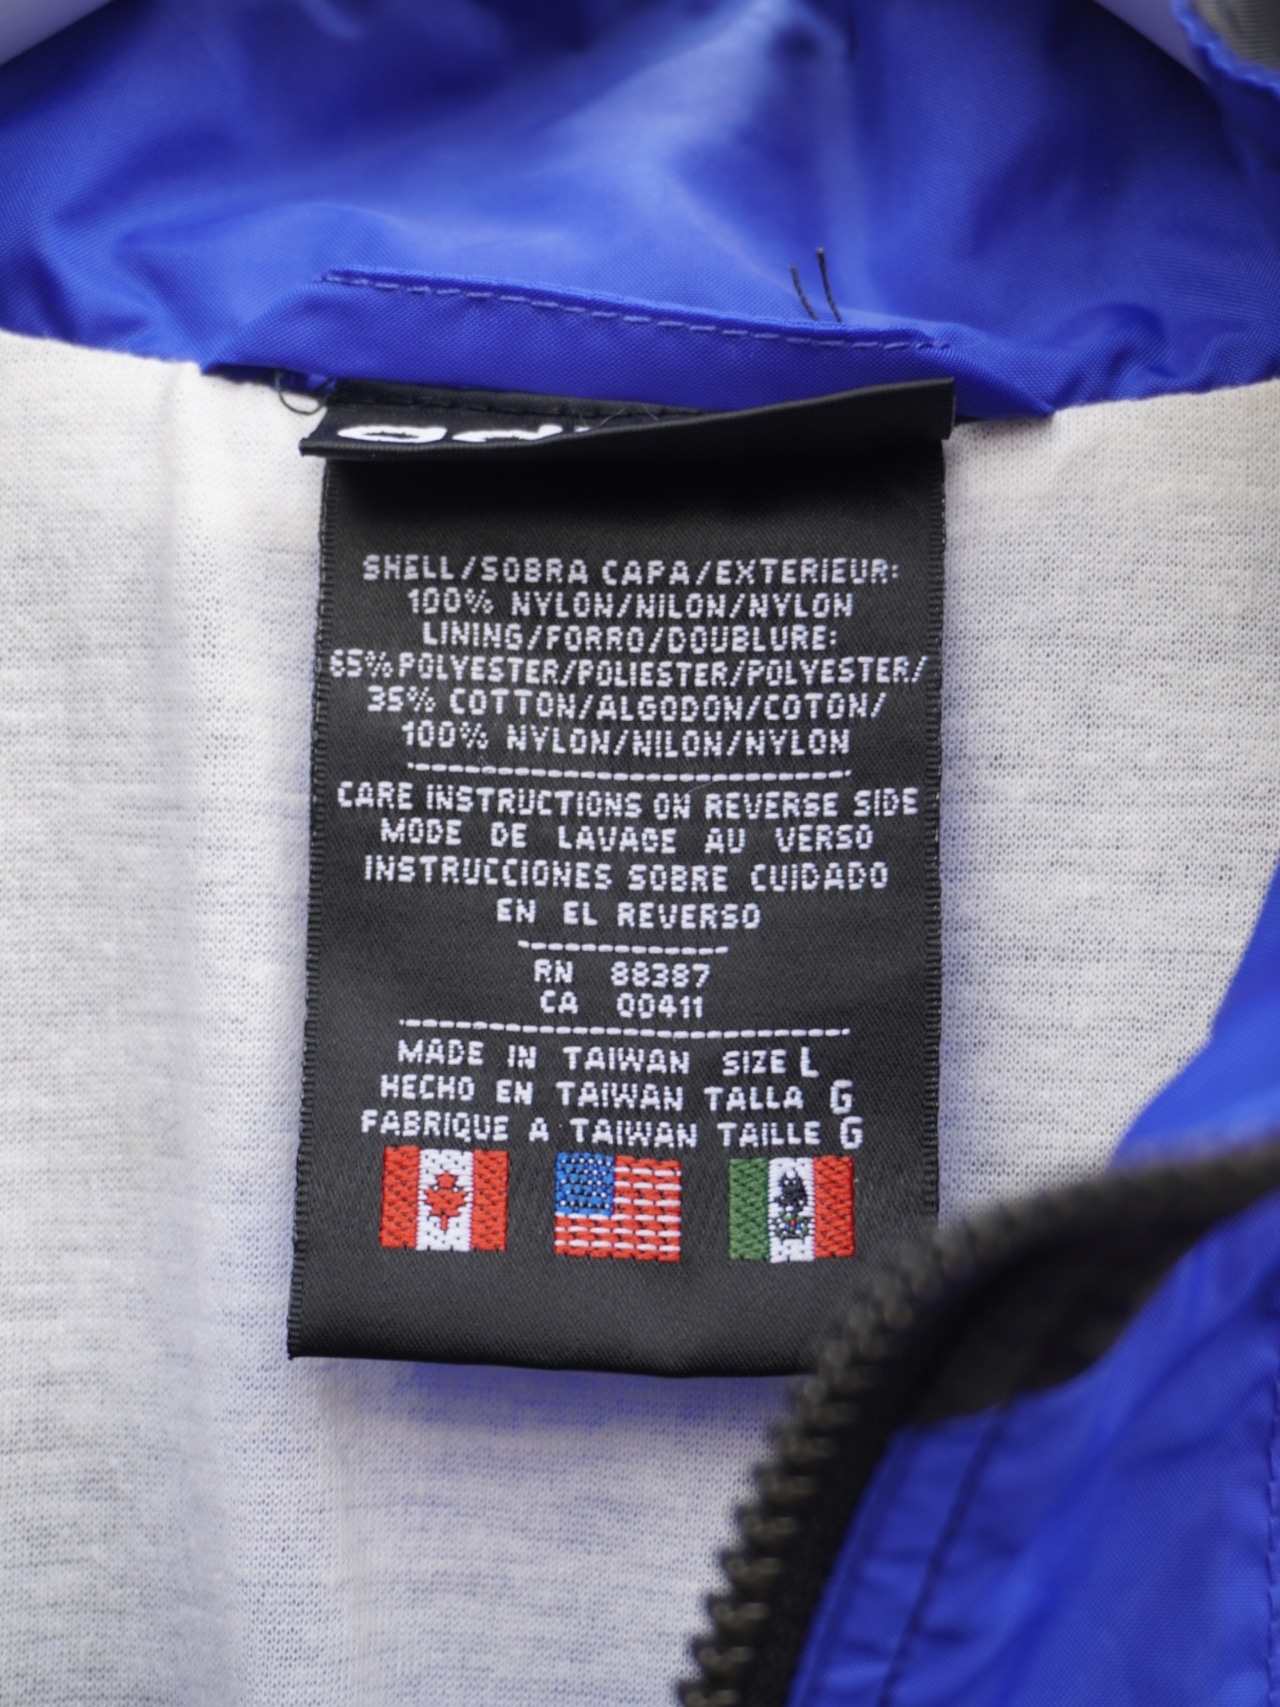 SHELL/SOBRA CAPA/EXTERIEUR:
100% NYLON/NILON/NYLON
LINING/FORRO/DOUBLURE:
65% POLYESTER/POLIESTER/POLYESTER/
35% COTTON/ALGODON/COTON/
100% NYLON/NILON/NYLON
CARE INSTRUCTIONS ON REVERSE SIDE
MODE DE LAVAGE AU VERSO
INSTRUCCIONES SOBRE CUIDADO
EN EL REVERSO
RN 88387
CA 00411
MADE IN TAIWAN SIZE L
HECHO EN TAIWAN TALLA G
FABRIQUE A TAIWAN TAILLE G